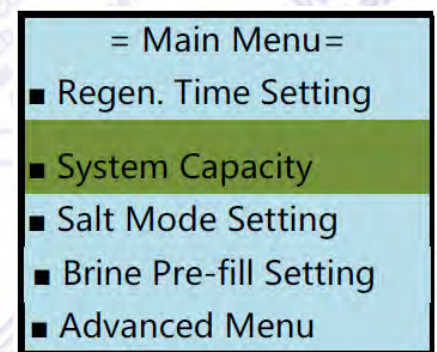 = Main Menu=
■ Regen. Time Setting
■ System Capacity
■ Salt Mode Setting
■ Brine Pre-fill Setting
■ Advanced Menu